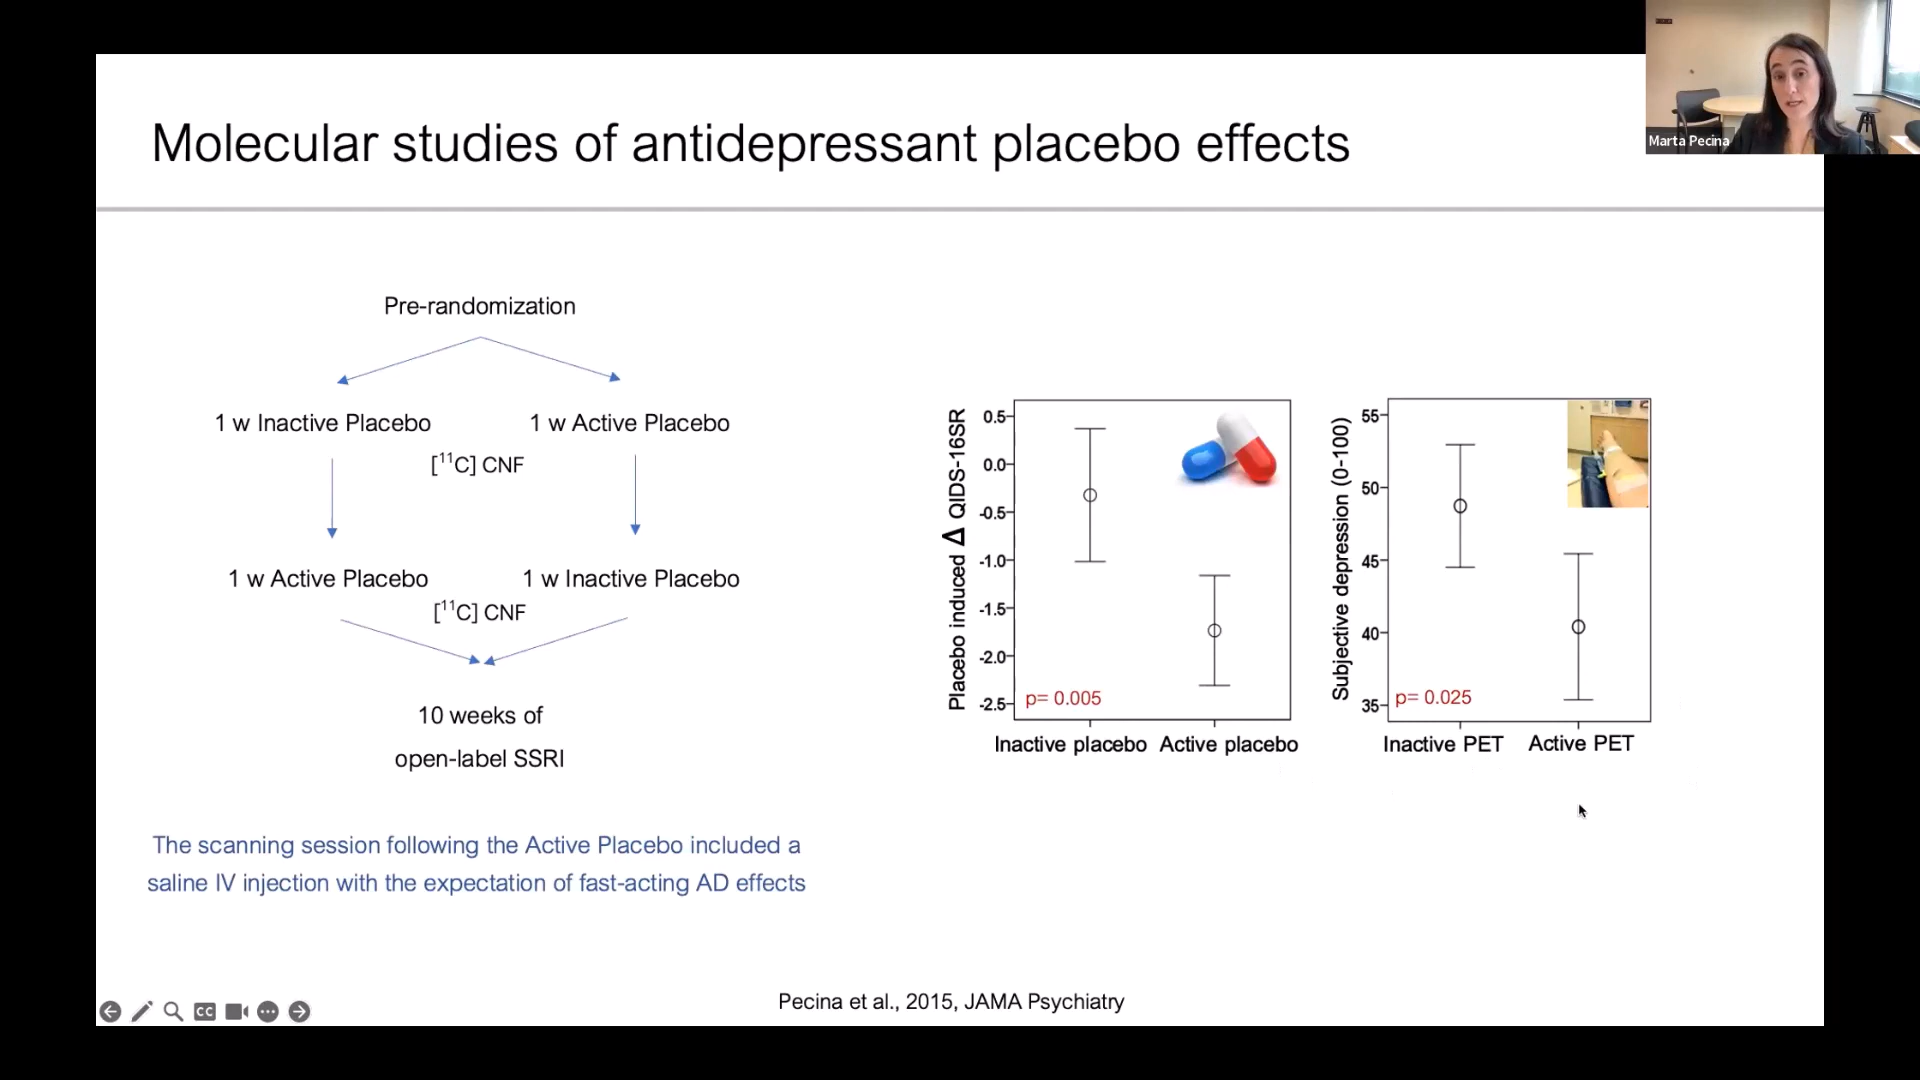 Molecular studies of antidepressant placebo effects
Marta Pecina
Pre-randomization
1 w Inactive Placebo
1 w Active Placebo
[11C] CNF
1 w Active Placebo
1 w Inactive Placebo
[11C] CNF
10 weeks of
open-label SSRI
The scanning session following the Active Placebo included a
saline IV injection with the expectation of fast-acting AD effects
Placebo induced Δ QIDS-16SR
0.5
0.0
-0.5
-1.0
-1.5
-2.0
-2.5
p= 0.005
Inactive placebo
Active placebo
Subjective depression (0-100)
55
50
45
40
35
p= 0.025
Inactive PET
Active PET
Pecina et al., 2015, JAMA Psychiatry
CC